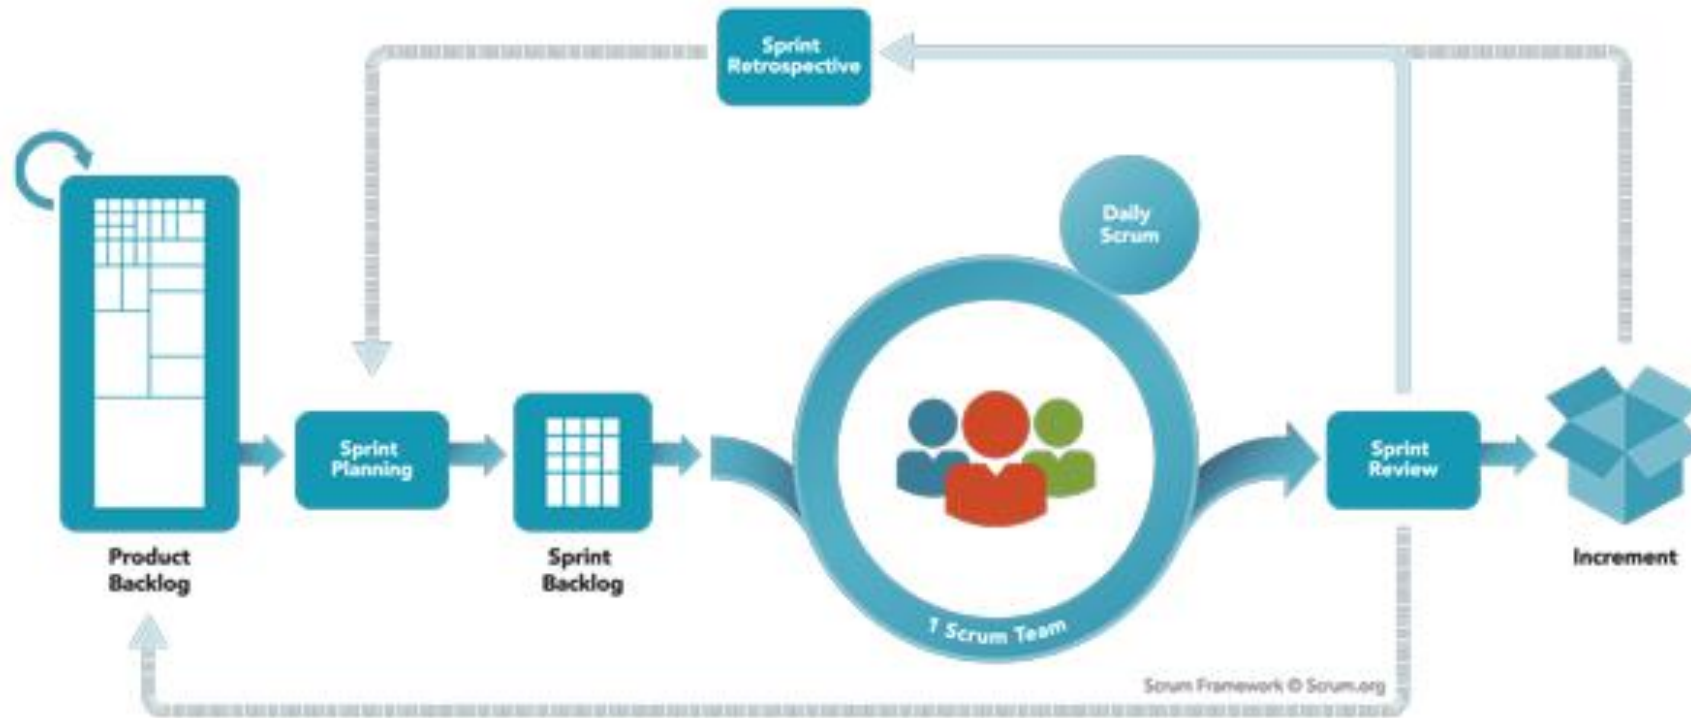 Sprint
Retrospective
Daily
Scrum
Sprint
Planning
Sprint
Review
Product
Backlog
Sprint
Backlog
Increment
1 Scrum Team
Scrum Framework © Scrum.org